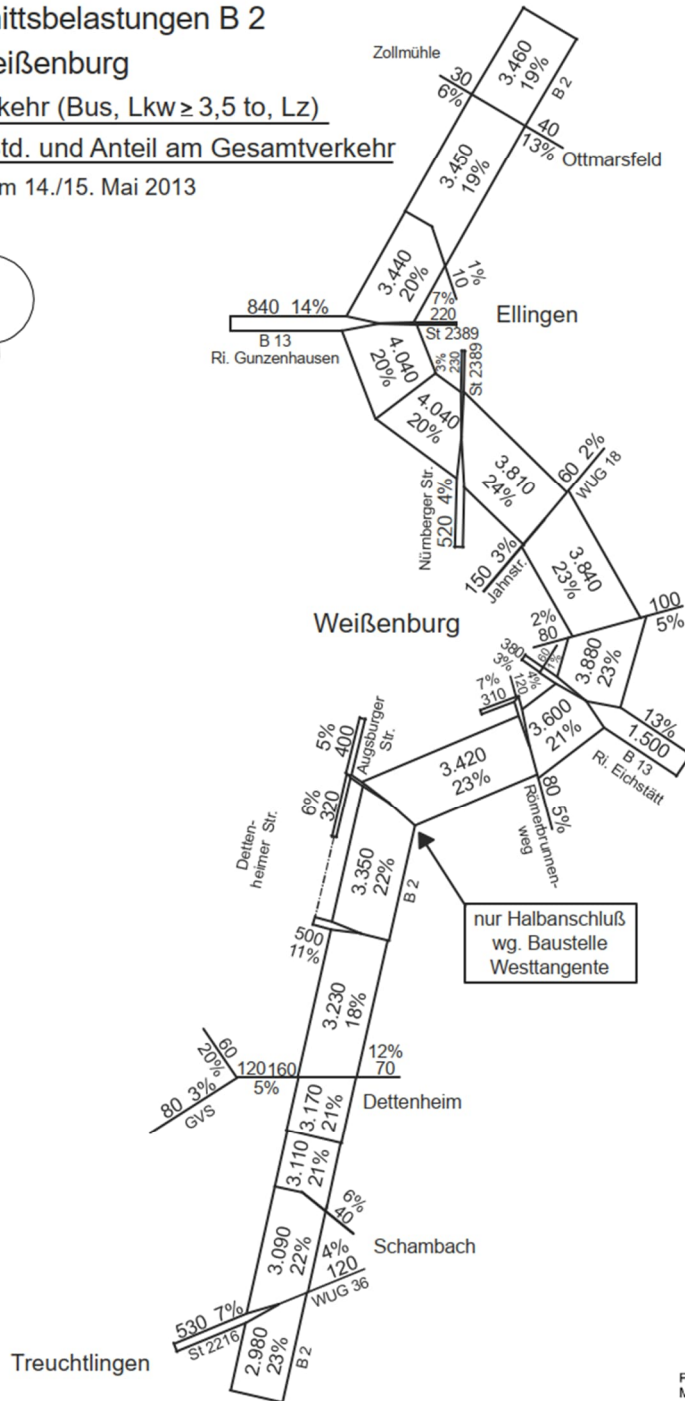 ittsbelastungen B 2
eißenburg
kehr (Bus, Lkw ≥ 3,5 to, Lz)
td. und Anteil am Gesamtverkehr
m 14./15. Mai 2013
Zollmühle
30
6%
3.460
19%
B 2
40
13%
Ottmarsfeld
3.450
19%
3.440
20%
1%
10
7%
220
St 2389
Ellingen
840 14%
B 13
Ri. Gunzenhausen
4.040
20%
3%
230
St 2389
4.040
20%
Nürnberger Str.
520 4%
3.810
24%
60 2%
WUG 18
150 3%
Jahnstr.
3.840
23%
Weißenburg
100
5%
2%
80
3.880
23%
380
3%
60
1%
4%
120
7%
310
3.600
21%
13%
1.500
B 13
Ri. Eichstätt
80 5%
Römerbrunnen-
weg
3.420
23%
5%
400
Augsburger
Str.
6%
320
Detten-
heimer Str.
3.350
22%
B 2
nur Halbanschluß
wg. Baustelle
Westtangente
500
11%
3.230
18%
60
20%
120 160
5%
12%
70
80 3%
GVS
3.170
21%
Dettenheim
3.110
21%
6%
40
Schambach
3.090
22%
4%
120
WUG 36
530 7%
St 2216
2.980
23%
B 2
Treuchtlingen